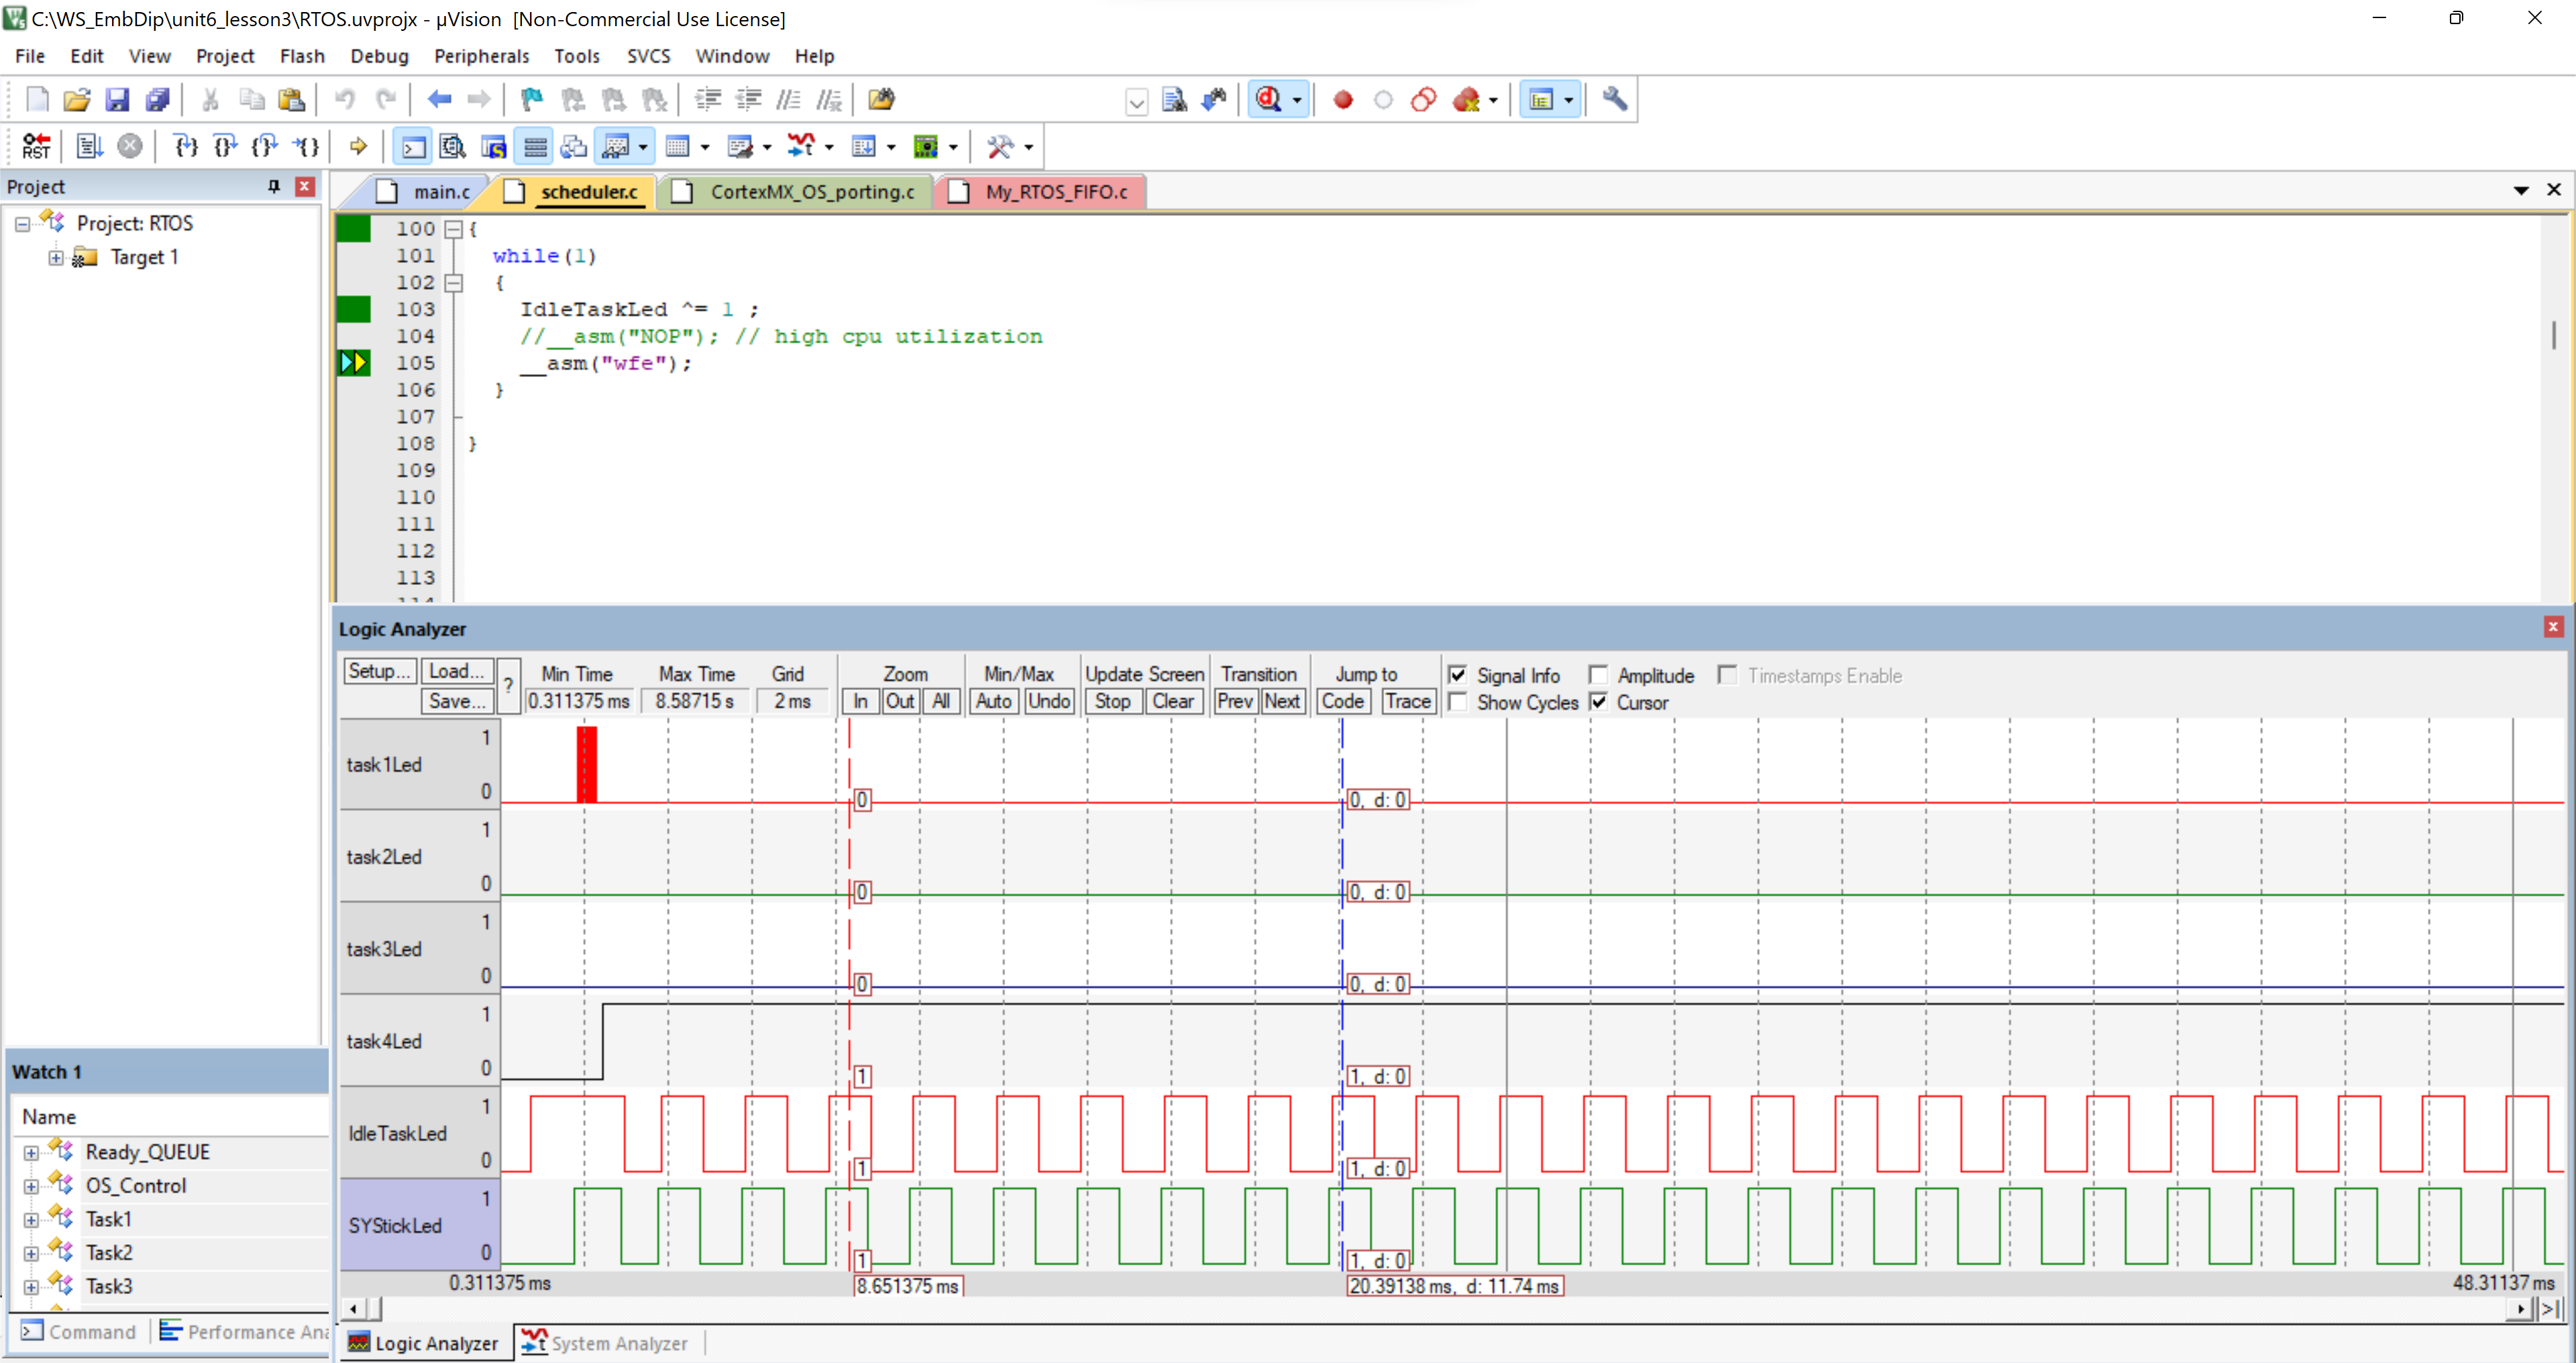 C:\WS_EmbDip\unit6_lesson3\RTOS.uvprojx - µVision [Non-Commercial Use License]
File Edit View Project Flash Debug Peripherals Tools SVCS Window Help
RST
Project
main.c scheduler.c CortexMX_OS_porting.c My_RTOS_FIFO.c
Project: RTOS
Target 1
100 {
101 while(1)
102 {
103 IdleTaskLed ^= 1 ;
104 //__asm("NOP"); // high cpu utilization
105 __asm("wfe");
106 }
107
108 }
109
110
111
112
113
Logic Analyzer
Setup... Load... ? Min Time Max Time Grid Zoom Min/Max Update Screen Transition Jump to Signal Info Amplitude Timestamps Enable
Save... 0.311375 ms 8.58715 s 2 ms In Out All Auto Undo Stop Clear Prev Next Code Trace Show Cycles Cursor
1
task1Led
0 0 0, d: 0
1
task2Led
0 0 0, d: 0
1
task3Led
0 0 0, d: 0
1
task4Led
0 1 1, d: 0
1
IdleTaskLed
0 1 1, d: 0
1
SYStickLed
0 1 1, d: 0
0.311375 ms 8.651375 ms 20.39138 ms, d: 11.74 ms 48.31137 ms
Watch 1
Name
Ready_QUEUE
OS_Control
Task1
Task2
Task3
Command Performance Ana
Logic Analyzer System Analyzer